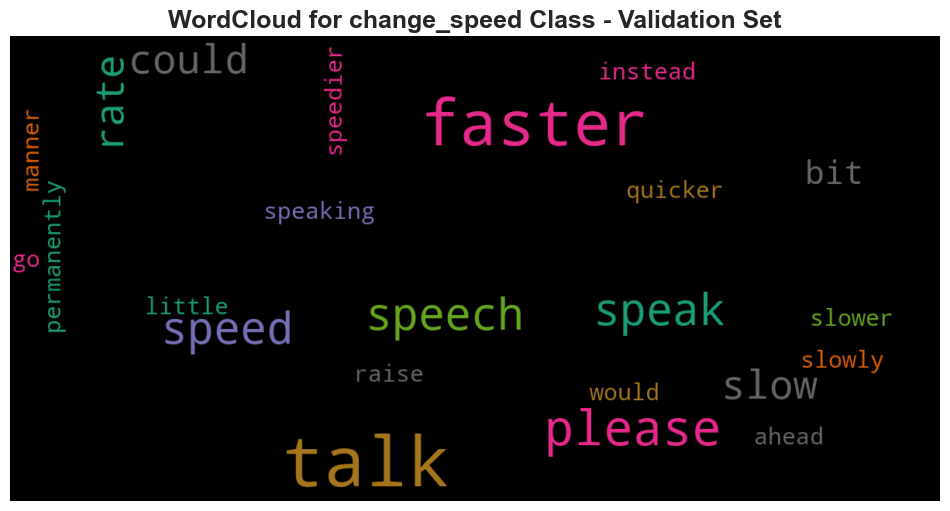 WordCloud for change_speed Class - Validation Set
could
rate
speedier
instead
faster
manner
bit
permanently
quicker
speaking
go
little
speed
speech
speak
slower
slowly
raise
slow
would
please
ahead
talk